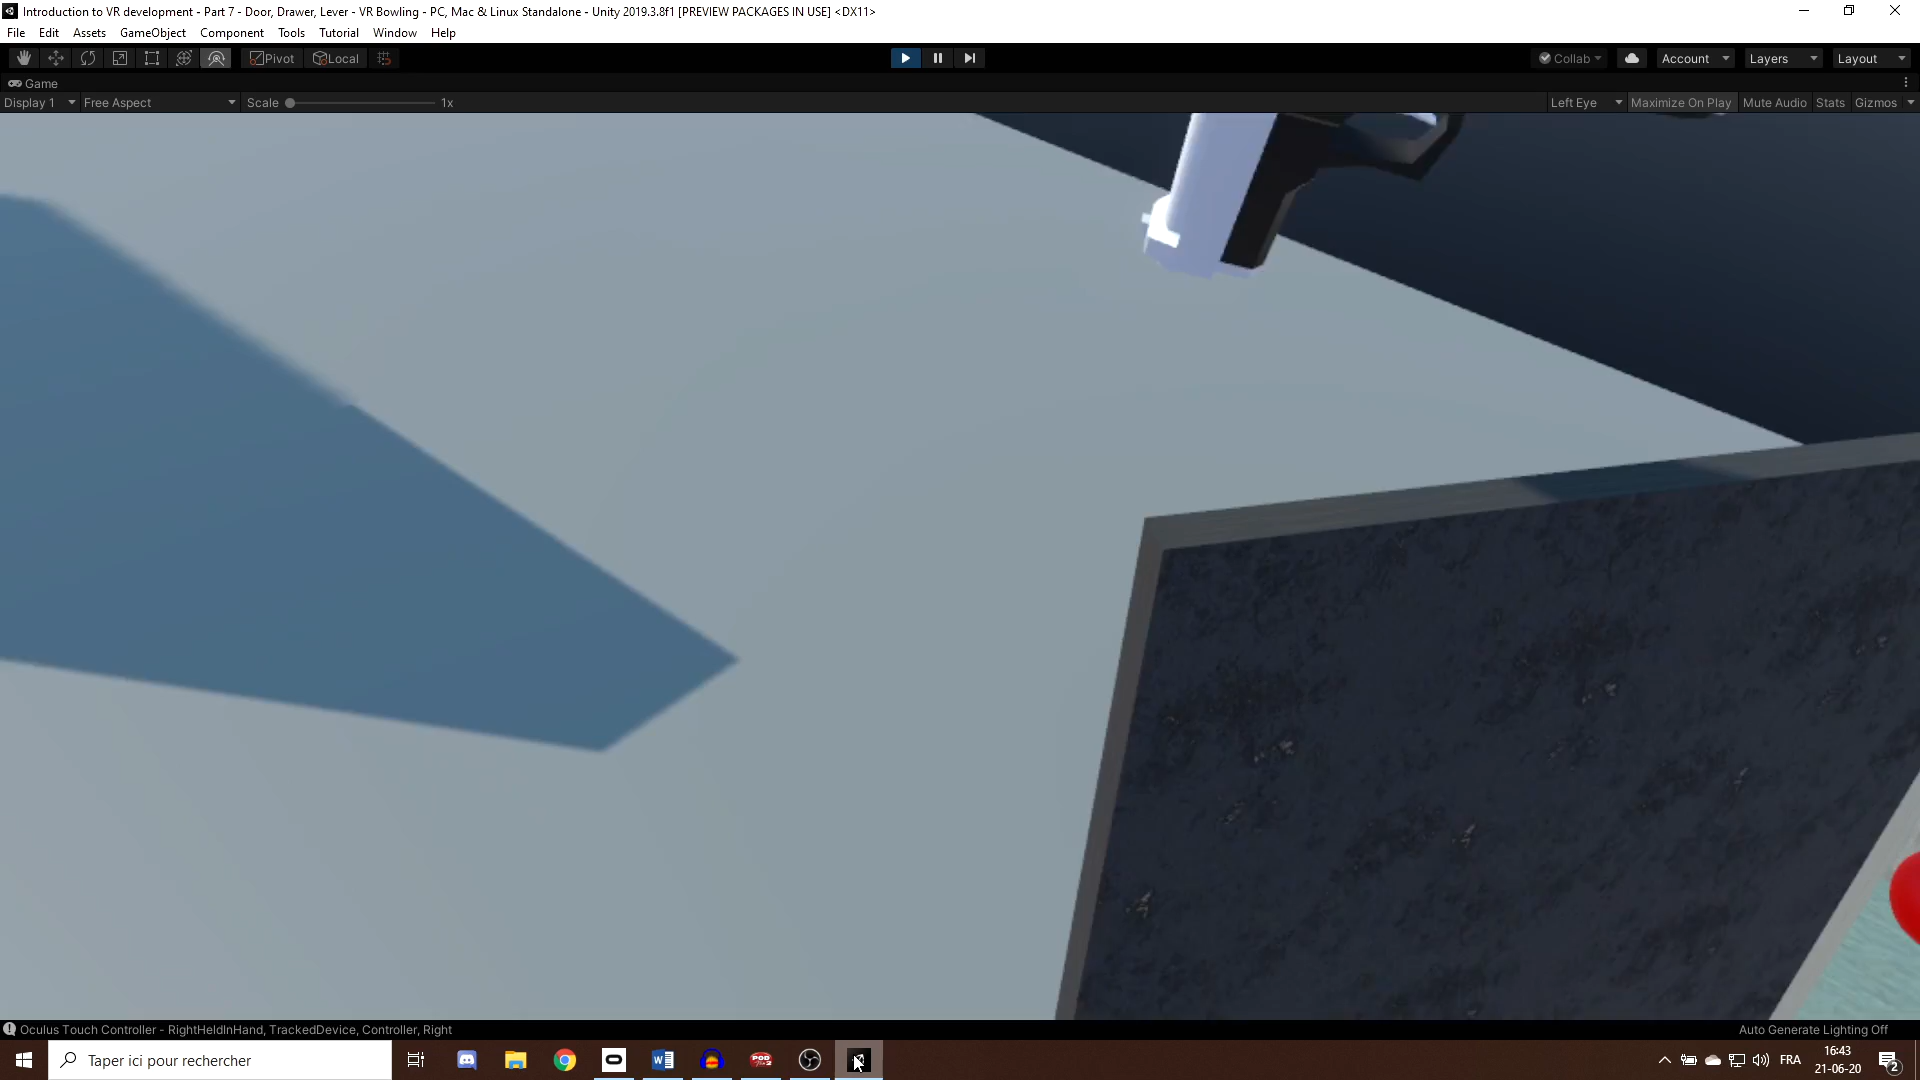 Introduction to VR development - Part 7 - Door, Drawer, Lever - VR Bowling - PC, Mac & Linux Standalone - Unity 2019.3.8f1 [PREVIEW PACKAGES IN USE] <DX11>
File Edit Assets GameObject Component Tools Tutorial Window Help
Pivot Local Collab Account Layers Layout
Game
Display 1 Free Aspect Scale 1x Left Eye Maximize On Play Mute Audio Stats Gizmos
Oculus Touch Controller - RightHeldInHand, TrackedDevice, Controller, Right Auto Generate Lighting Off
Taper ici pour rechercher FRA 16:43
21-06-20 2